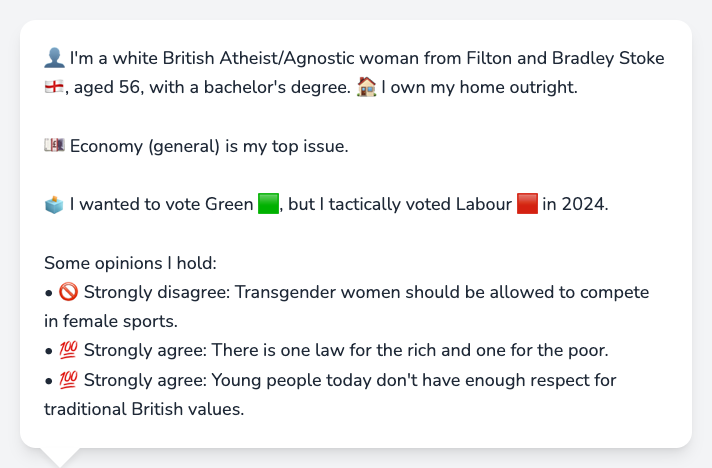 👤 I'm a white British Atheist/Agnostic woman from Filton and Bradley Stoke
🏴󠁧󠁢󠁥󠁮󠁧󠁿, aged 56, with a bachelor's degree. 🏠 I own my home outright.
💷 Economy (general) is my top issue.
🗳️ I wanted to vote Green 🟩, but I tactically voted Labour 🟥 in 2024.
Some opinions I hold:
• 🚫 Strongly disagree: Transgender women should be allowed to compete
in female sports.
• 💯 Strongly agree: There is one law for the rich and one for the poor.
• 💯 Strongly agree: Young people today don't have enough respect for
traditional British values.